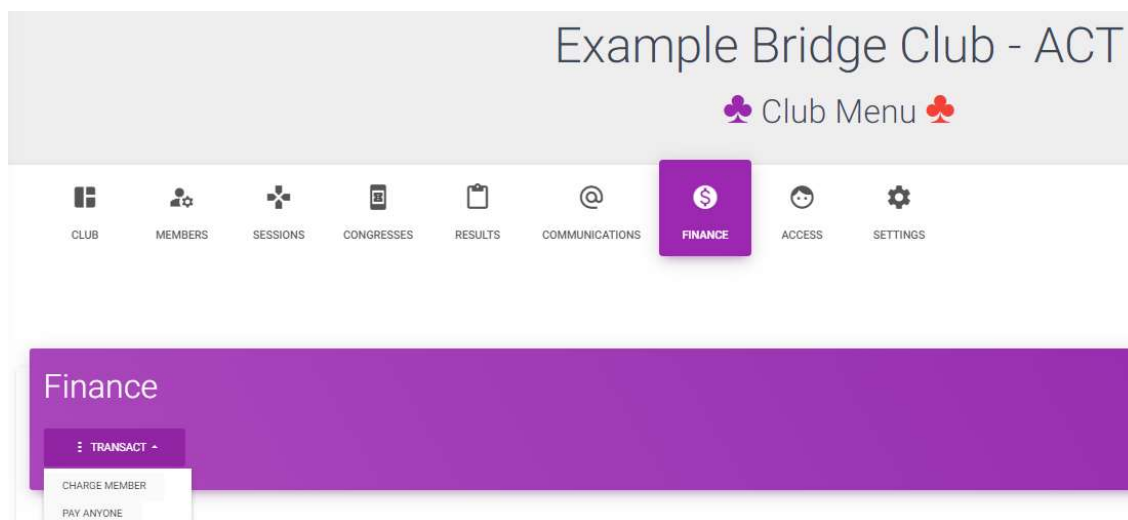 Example Bridge Club - ACT
Club Menu
CLUB MEMBERS SESSIONS CONGRESSES RESULTS COMMUNICATIONS FINANCE ACCESS SETTINGS
Finance
TRANSACT
CHARGE MEMBER
PAY ANYONE